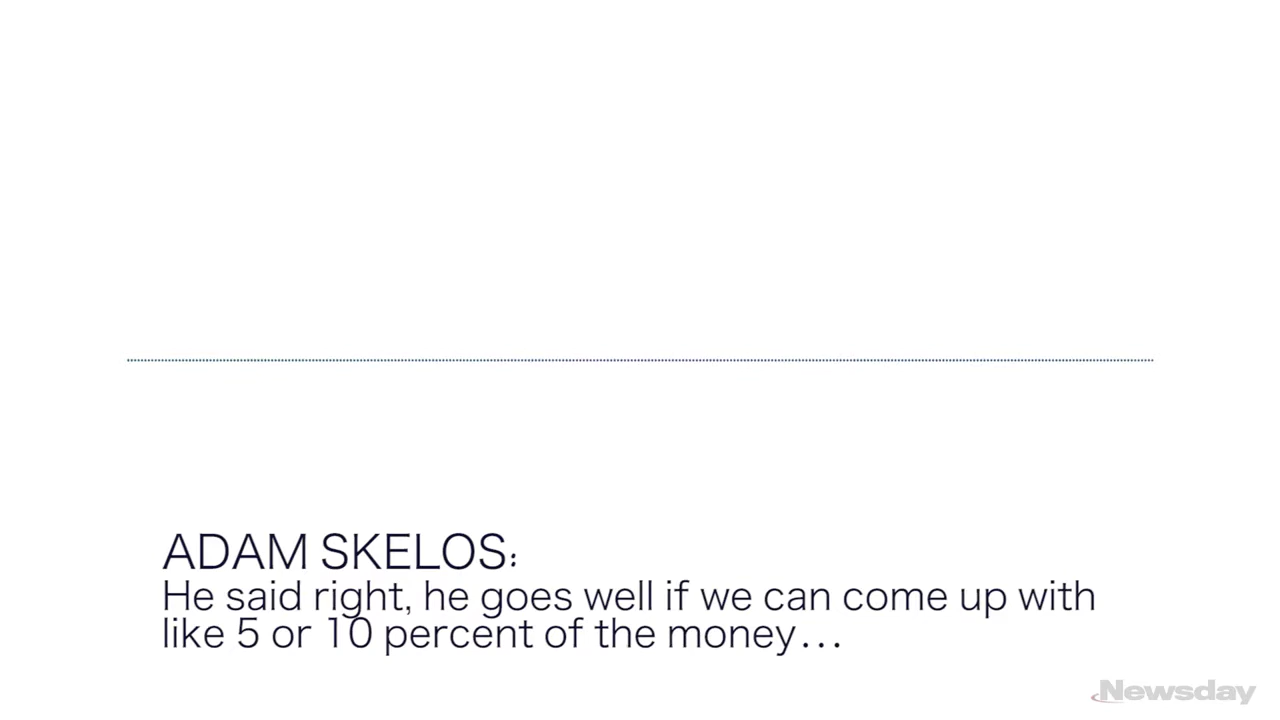 ADAM SKELOS:
He said right, he goes well if we can come up with
like 5 or 10 percent of the money...
Newsday